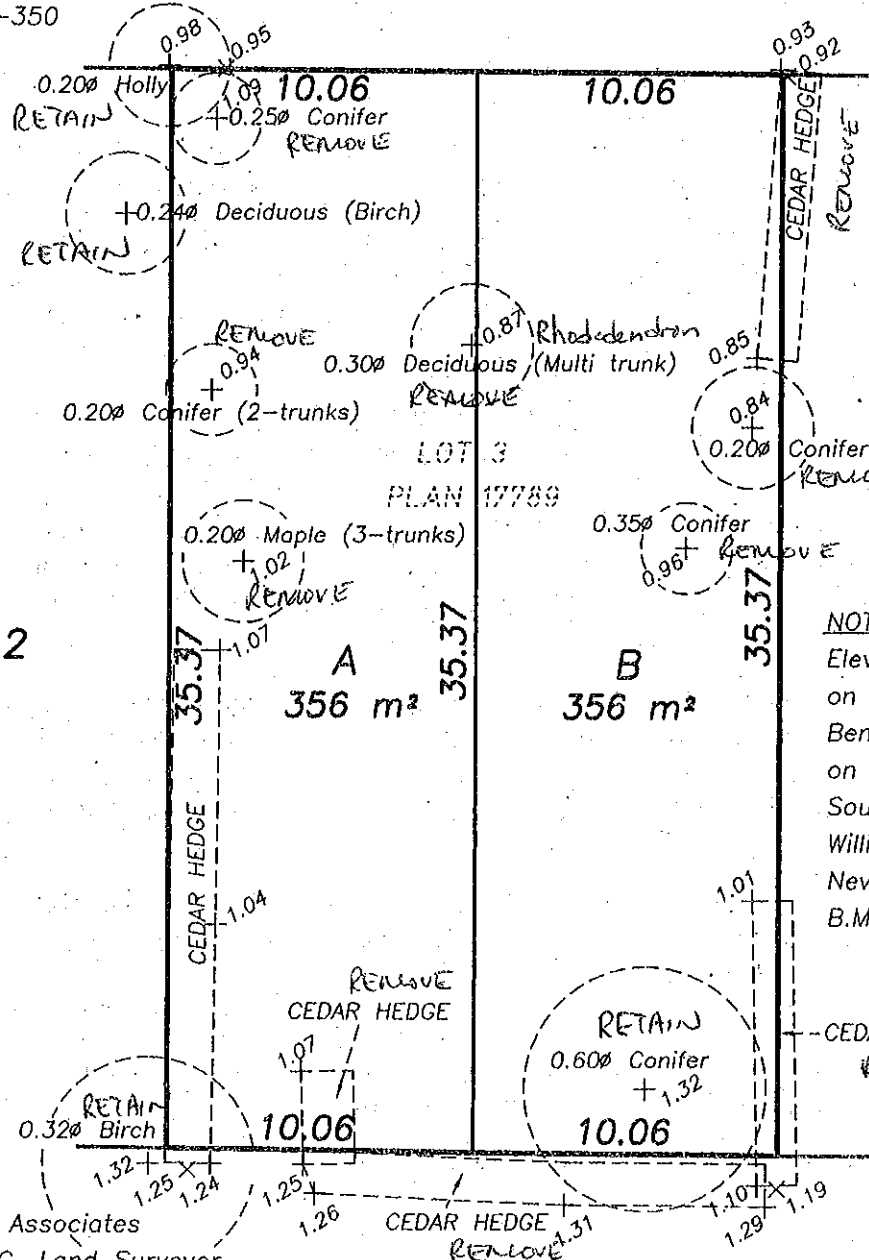 -350
0.98
0.95
0.93
0.92
0.20ø Holly
RETAIN
1.09
10.06
10.06
0.25ø Conifer
REMOVE
CEDAR HEDGE
REMOVE
0.24ø Deciduous (Birch)
RETAIN
REMOVE
0.94
0.20ø Conifer (2-trunks)
0.87
Rhododendron
0.30ø Deciduous (Multi trunk)
REMOVE
0.85
0.84
0.20ø Conifer
LOT 3
PLAN 17789
0.20ø Maple (3-trunks)
1.02
REMOVE
0.35ø Conifer
0.96
REMOVE
2
1.07
35.37
A
356 m²
35.37
B
356 m²
35.37
NOT
Elev
on
Ben
on
Sou
Willi
Nev
B.M
CEDAR HEDGE
1.04
1.01
REMOVE
CEDAR HEDGE
1.07
RETAIN
0.60ø Conifer
1.32
CEDA
RETAIN
0.32ø Birch
10.06
10.06
1.32
1.25
1.24
1.25
1.26
CEDAR HEDGE
REMOVE
1.31
1.10
1.29
1.19
Associates
Land Surveyor